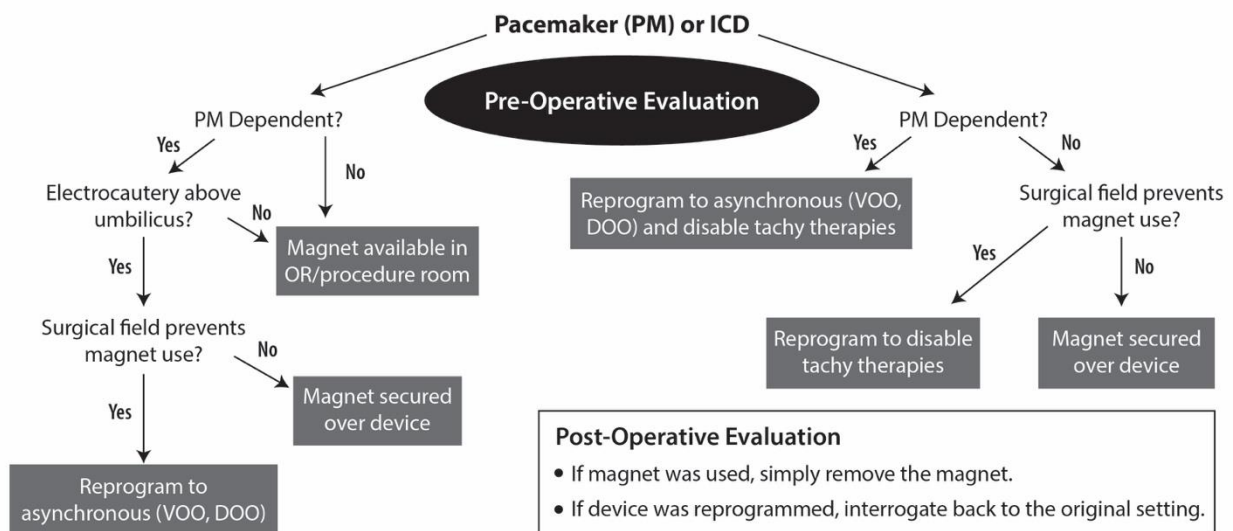 Pacemaker (PM) or ICD
Pre-Operative Evaluation
PM Dependent?
Yes
No
Electrocautery above
umbilicus?
No
Magnet available in
OR/procedure room
Yes
Surgical field prevents
magnet use?
No
Magnet secured
over device
Yes
Reprogram to
asynchronous (VOO, DOO)
PM Dependent?
Yes
No
Reprogram to asynchronous (VOO,
DOO) and disable tachy therapies
Surgical field prevents
magnet use?
Yes
No
Reprogram to disable
tachy therapies
Magnet secured
over device
Post-Operative Evaluation
• If magnet was used, simply remove the magnet.
• If device was reprogrammed, interrogate back to the original setting.